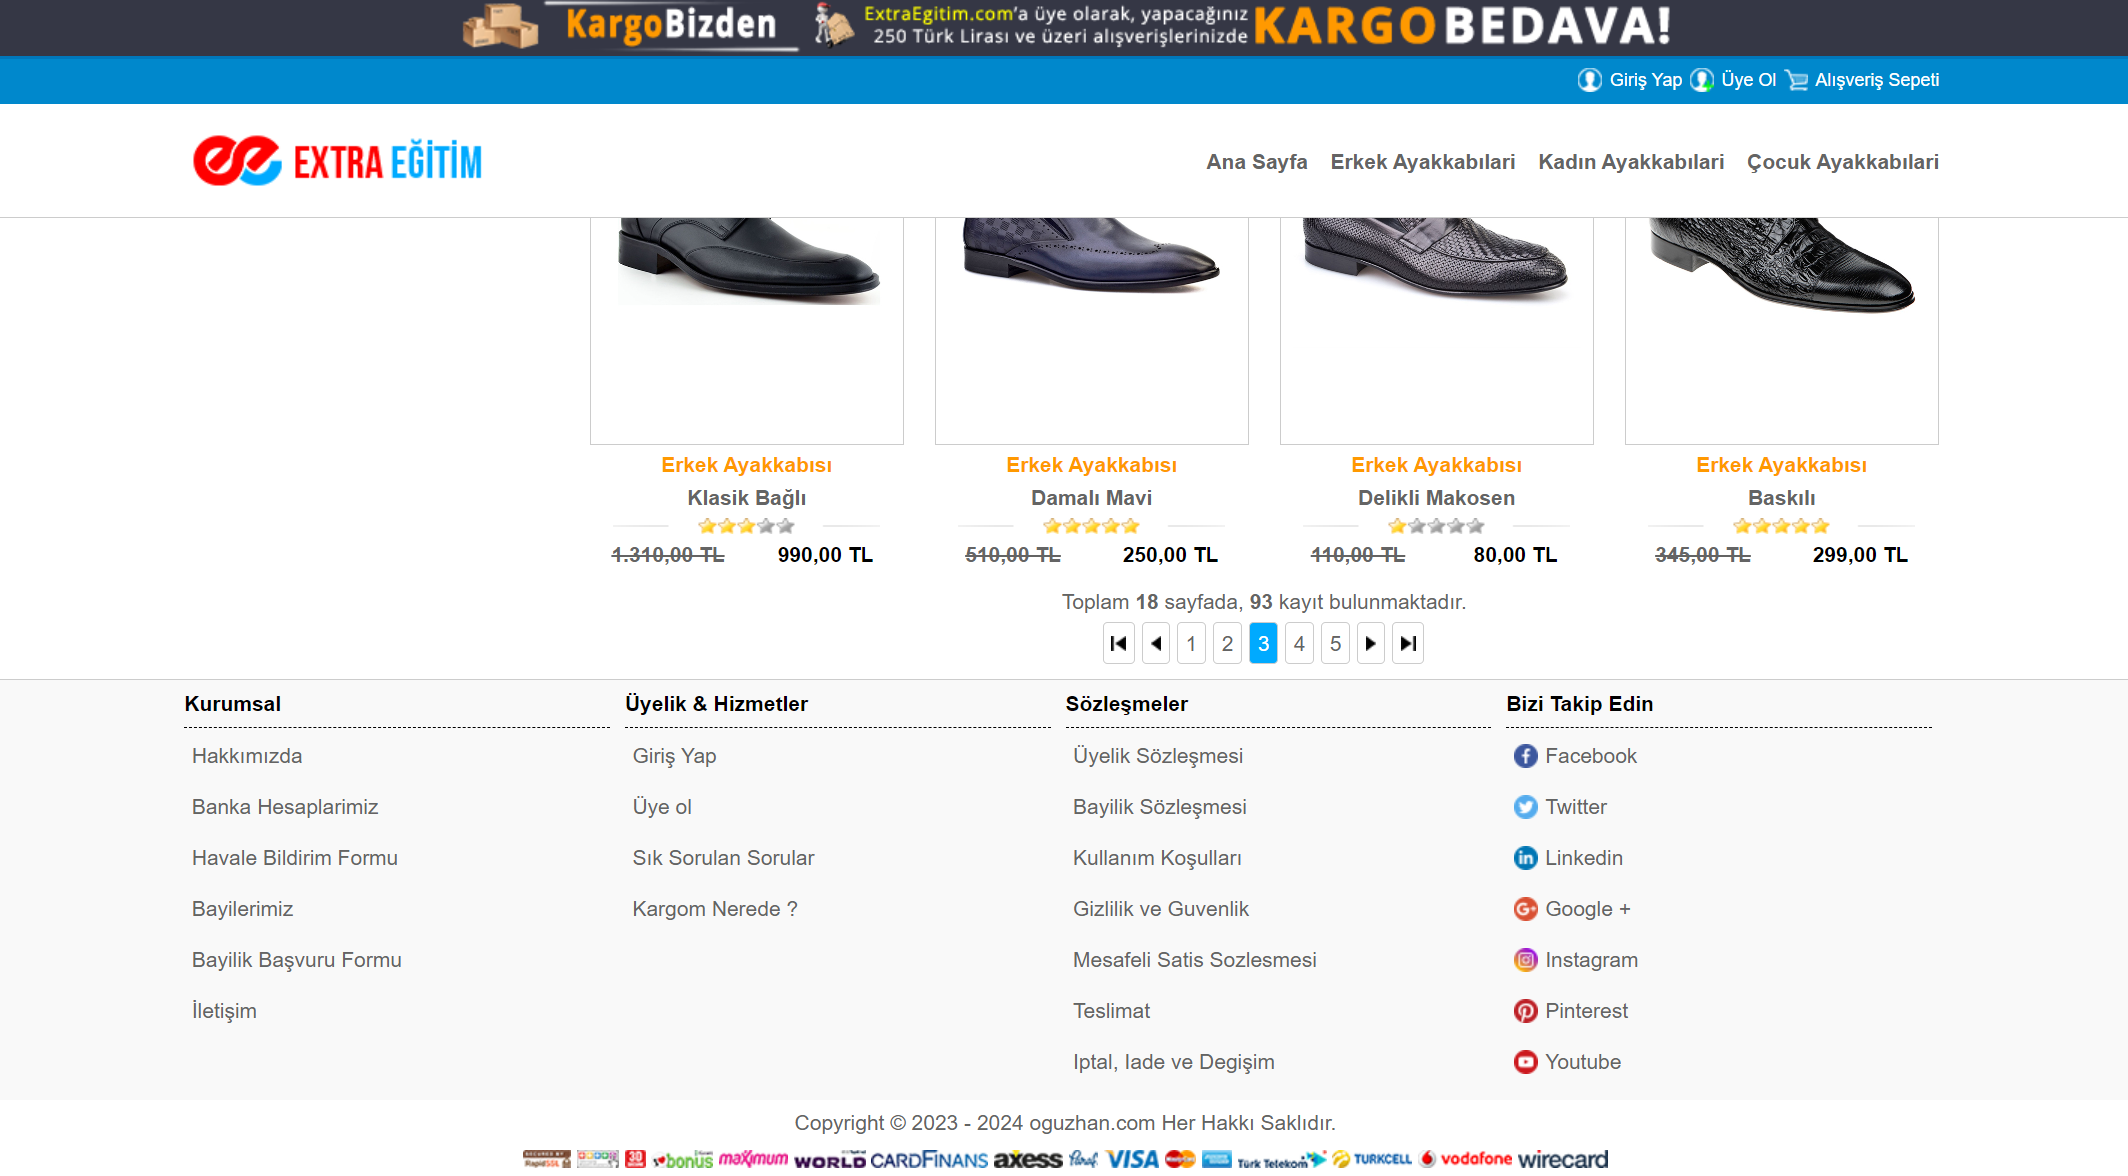 KargoBizden
ExtraEgitim.com'a üye olarak, yapacağınız
250 Türk Lirası ve üzeri alışverişlerinizde
KARGO BEDAVA!
Giriş Yap Üye Ol Alışveriş Sepeti
EXTRA EĞİTİM
Ana Sayfa Erkek Ayakkabılari Kadın Ayakkabılari Çocuk Ayakkabılari
Erkek Ayakkabısı Erkek Ayakkabısı Erkek Ayakkabısı Erkek Ayakkabısı
Klasik Bağlı Damalı Mavi Delikli Makosen Baskılı
1.310,00 TL 990,00 TL 510,00 TL 250,00 TL 110,00 TL 80,00 TL 345,00 TL 299,00 TL
Toplam 18 sayfada, 93 kayıt bulunmaktadır.
1 2 3 4 5
Kurumsal
Hakkımızda
Banka Hesaplarimiz
Havale Bildirim Formu
Bayilerimiz
Bayilik Başvuru Formu
İletişim
Üyelik & Hizmetler
Giriş Yap
Üye ol
Sık Sorulan Sorular
Kargom Nerede ?
Sözleşmeler
Üyelik Sözleşmesi
Bayilik Sözleşmesi
Kullanım Koşulları
Gizlilik ve Guvenlik
Mesafeli Satis Sozlesmesi
Teslimat
Iptal, Iade ve Degişim
Bizi Takip Edin
Facebook
Twitter
Linkedin
Google +
Instagram
Pinterest
Youtube
Copyright © 2023 - 2024 oguzhan.com Her Hakkı Saklıdır.
RapidSSL 3D bonus maximum WORLD CARDFINANS axess Paraf VISA Türk Telekom TURKCELL vodafone wirecard